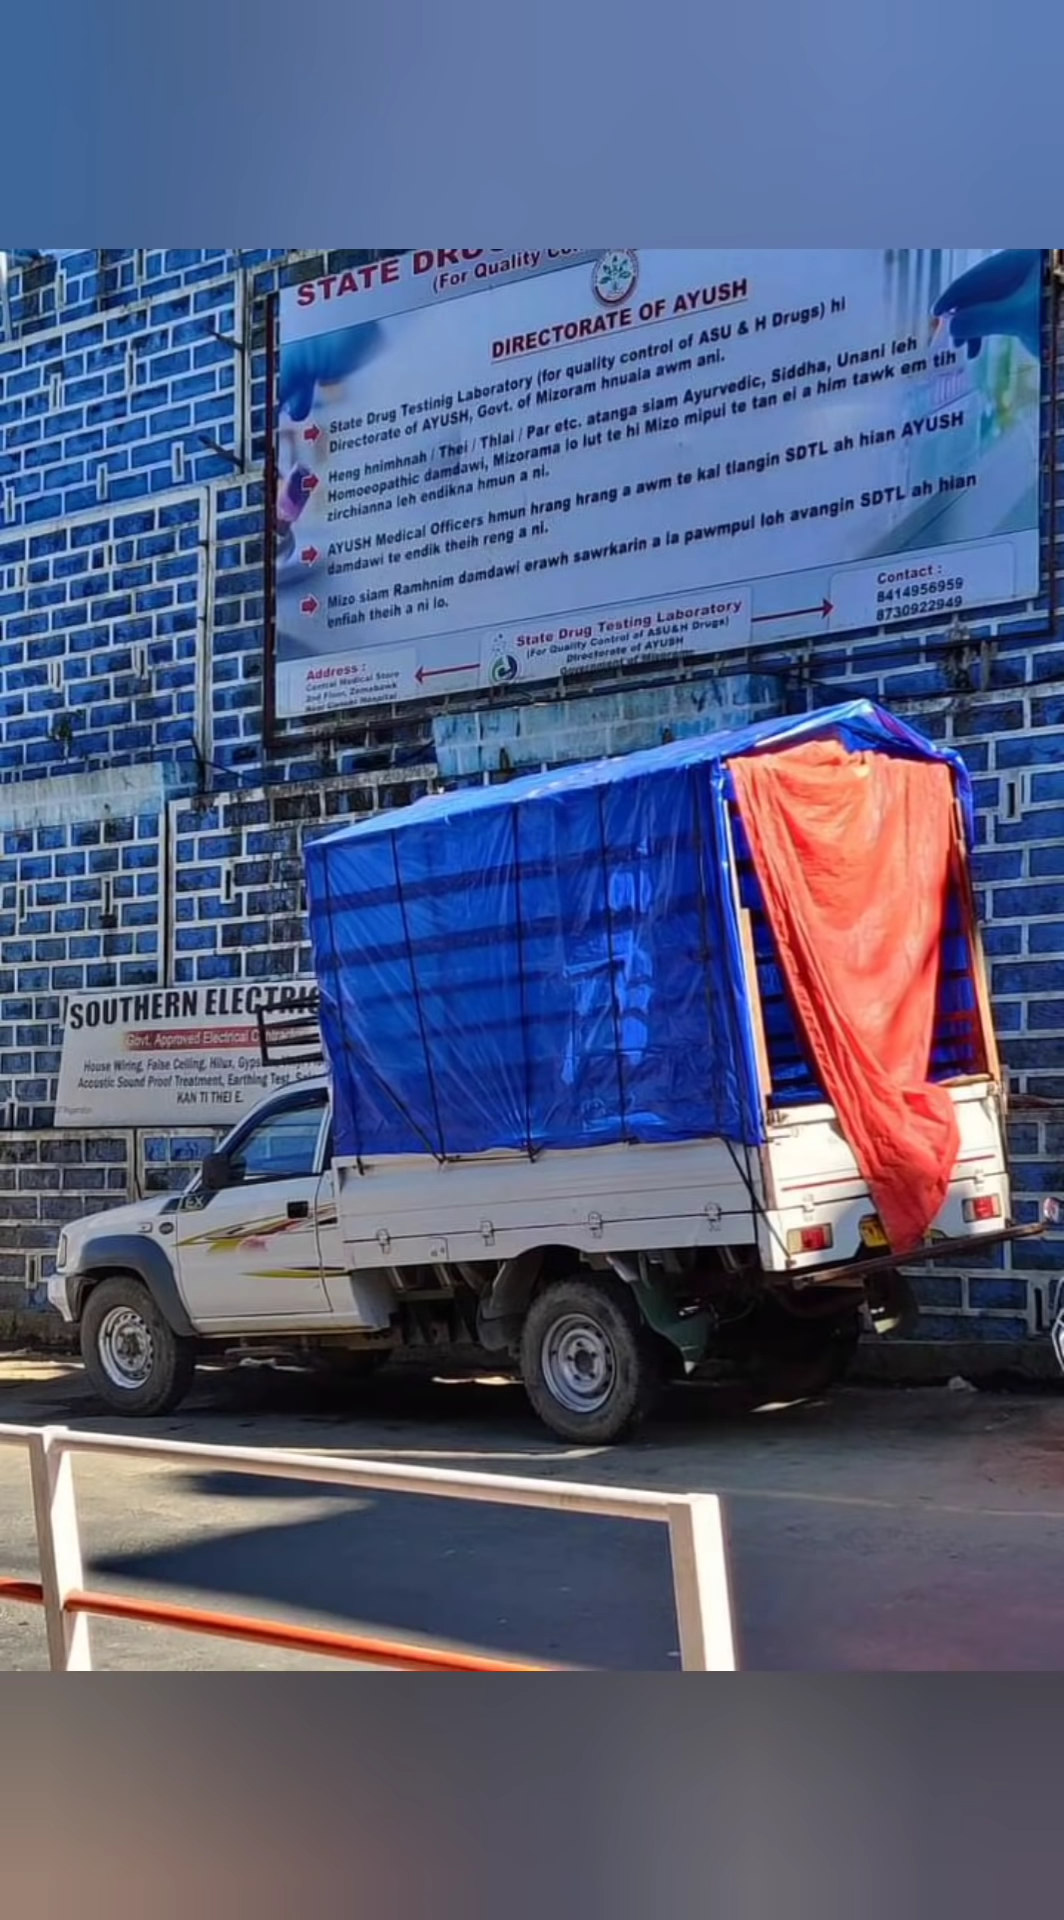 STATE DRUG
(For Quality
DIRECTORATE OF AYUSH
State Drug Testinig Laboratory (for quality control of ASU & H Drugs) hi
Directorate of AYUSH, Govt. of Mizoram hnuaia awm ani.
Heng hnimhnah / Thei / Thlai / Par etc. atanga siam Ayurvedic, Siddha, Unani leh
Homoeopathic damdawi, Mizorama lo lut te hi Mizo mipui te tan ei a him tawk em tih
zirchianna leh endikna hmun a ni.
AYUSH Medical Officers hmun hrang hrang a awm te kal tlangin SDTL ah hian AYUSH
damdawi te endik theih reng a ni.
Mizo siam Ramhnim damdawi erawh sawrkarin a la pawmpui loh avangin SDTL ah hian
enfiah theih a ni lo.
State Drug Testing Laboratory
(For Quality Control of ASU&H Drugs)
Directorate of AYUSH
Government of
Contact :
8414956959
8730922949
Address :
Central Medical Store
2nd Floor, Zemabawk
Hospital
SOUTHERN ELECTRIC
Govt. Approved Electrical
House Wiring, False Ceiling, Hilux,
Acoustic Sound Proof Treatment, Earthing Test,
KAN TI THEI E.
EX